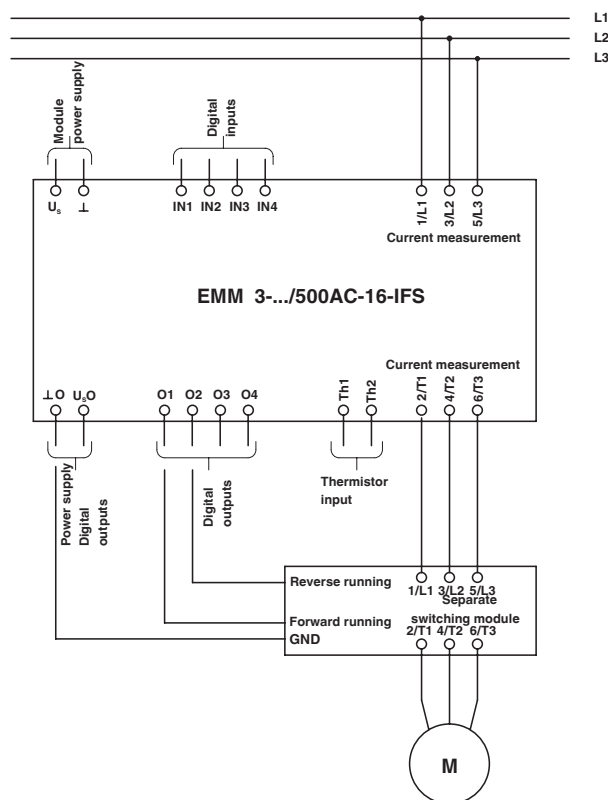 L1
L2
L3
Module
power supply
Digital
inputs
Us
⊥
IN1 IN2 IN3 IN4
1/L1
3/L2
5/L3
Current measurement
EMM 3-.../500AC-16-IFS
Current measurement
⊥O UsO
O1 O2 O3 O4
Th1
Th2
2/T1
4/T2
6/T3
Power supply
Digital
outputs
Digital
outputs
Thermistor
input
Reverse running
1/L1 3/L2 5/L3
Separate
switching module
Forward running
2/T1 4/T2 6/T3
GND
M